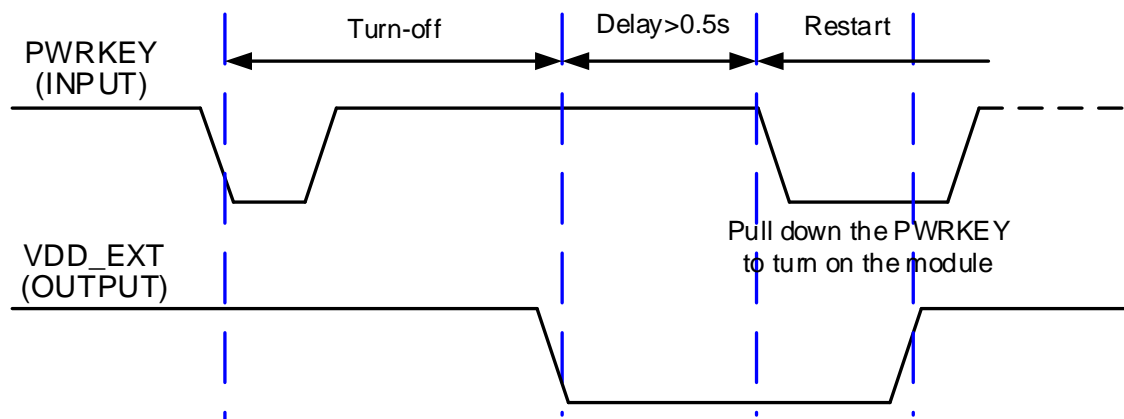 Turn-off
Delay>0.5s
Restart
PWRKEY
(INPUT)
Pull down the PWRKEY
to turn on the module
VDD_EXT
(OUTPUT)